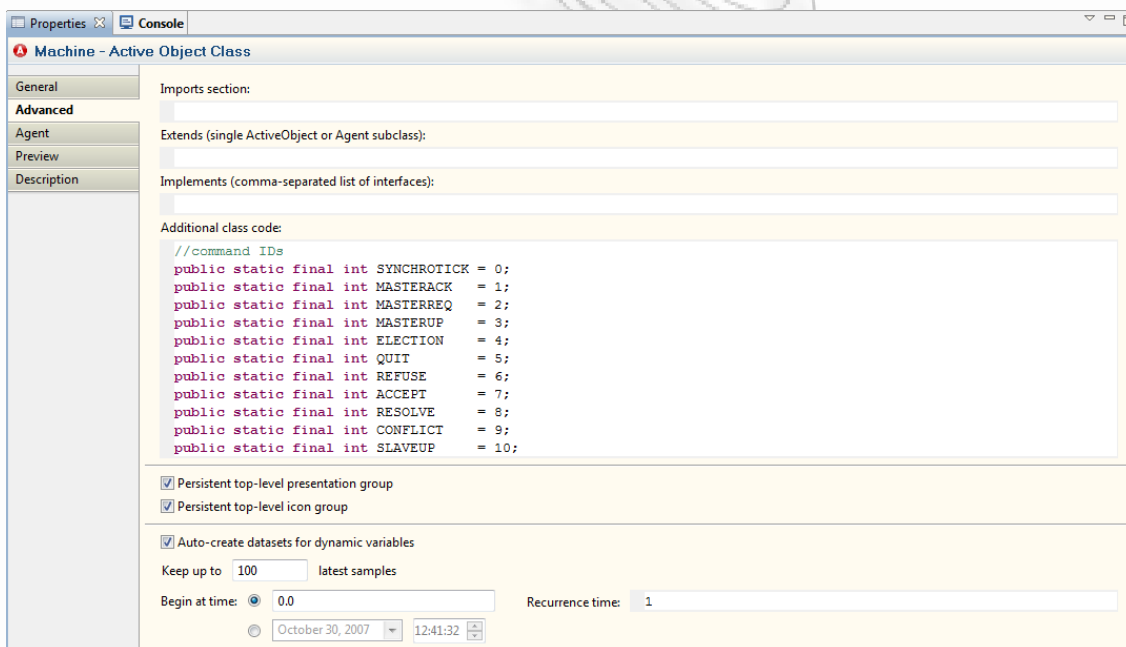 Properties Console
Machine - Active Object Class
General
Advanced
Agent
Preview
Description
Imports section:
Extends (single ActiveObject or Agent subclass):
Implements (comma-separated list of interfaces):
Additional class code:
//command IDs
public static final int SYNCHROTICK = 0;
public static final int MASTERACK = 1;
public static final int MASTERREQ = 2;
public static final int MASTERUP = 3;
public static final int ELECTION = 4;
public static final int QUIT = 5;
public static final int REFUSE = 6;
public static final int ACCEPT = 7;
public static final int RESOLVE = 8;
public static final int CONFLICT = 9;
public static final int SLAVEUP = 10;
Persistent top-level presentation group
Persistent top-level icon group
Auto-create datasets for dynamic variables
Keep up to 100 latest samples
Begin at time: 0.0 Recurrence time: 1
October 30, 2007 12:41:32